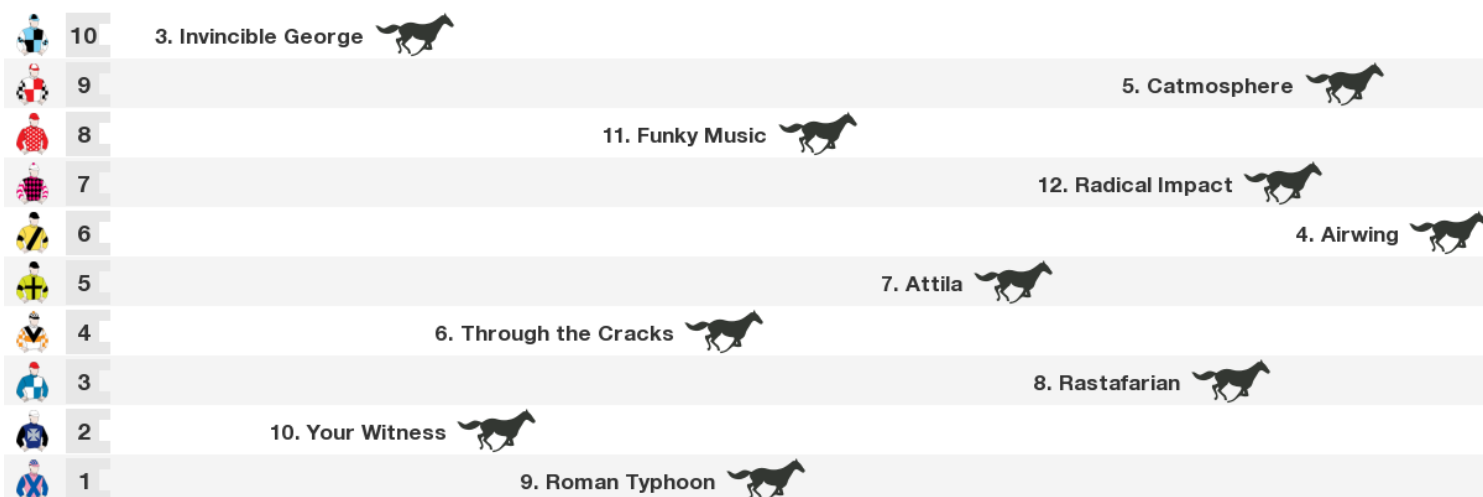 10 3. Invincible George
9 5. Catmosphere
8 11. Funky Music
7 12. Radical Impact
6 4. Airwing
5 7. Attila
4 6. Through the Cracks
3 8. Rastafarian
2 10. Your Witness
1 9. Roman Typhoon